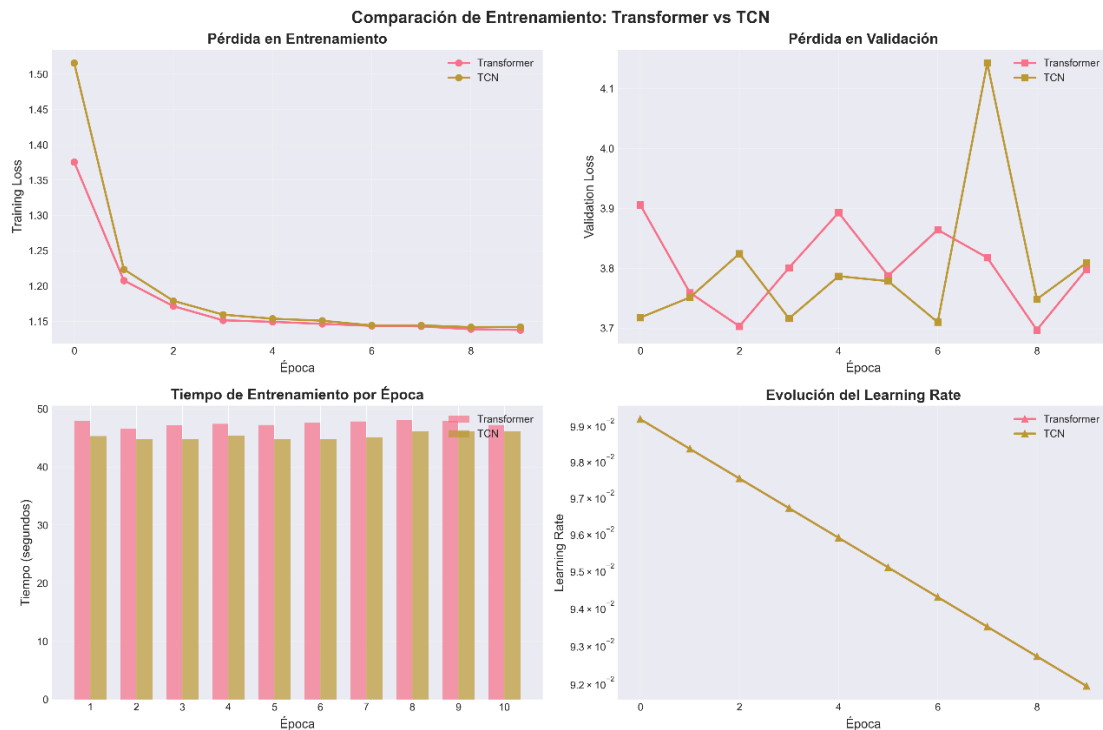 Comparación de Entrenamiento: Transformer vs TCN
Pérdida en Entrenamiento
Training Loss
1.50
1.45
1.40
1.35
1.30
1.25
1.20
1.15
0
2
4
6
8
Época
Transformer
TCN
Pérdida en Validación
Validation Loss
4.1
4.0
3.9
3.8
3.7
0
2
4
6
8
Época
Transformer
TCN
Tiempo de Entrenamiento por Época
Tiempo (segundos)
50
40
30
20
10
0
1
2
3
4
5
6
7
8
9
10
Época
Transformer
TCN
Evolución del Learning Rate
Learning Rate
9.9 × 10⁻²
9.8 × 10⁻²
9.7 × 10⁻²
9.6 × 10⁻²
9.5 × 10⁻²
9.4 × 10⁻²
9.3 × 10⁻²
9.2 × 10⁻²
0
2
4
6
8
Época
Transformer
TCN